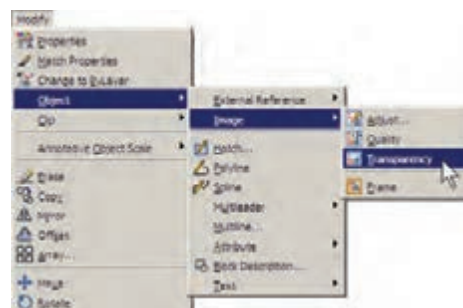 Modify
Properties
Match Properties
Change to ByLayer
Object
Clip
Annotative Object Scale
Erase
Copy
Mirror
Offset
Array...
Move
Rotate
External Reference
Image
Hatch...
Polyline
Spline
Multileader
Multiline...
Attribute
Block Description...
Text
Adjust...
Quality
Transparency
Frame